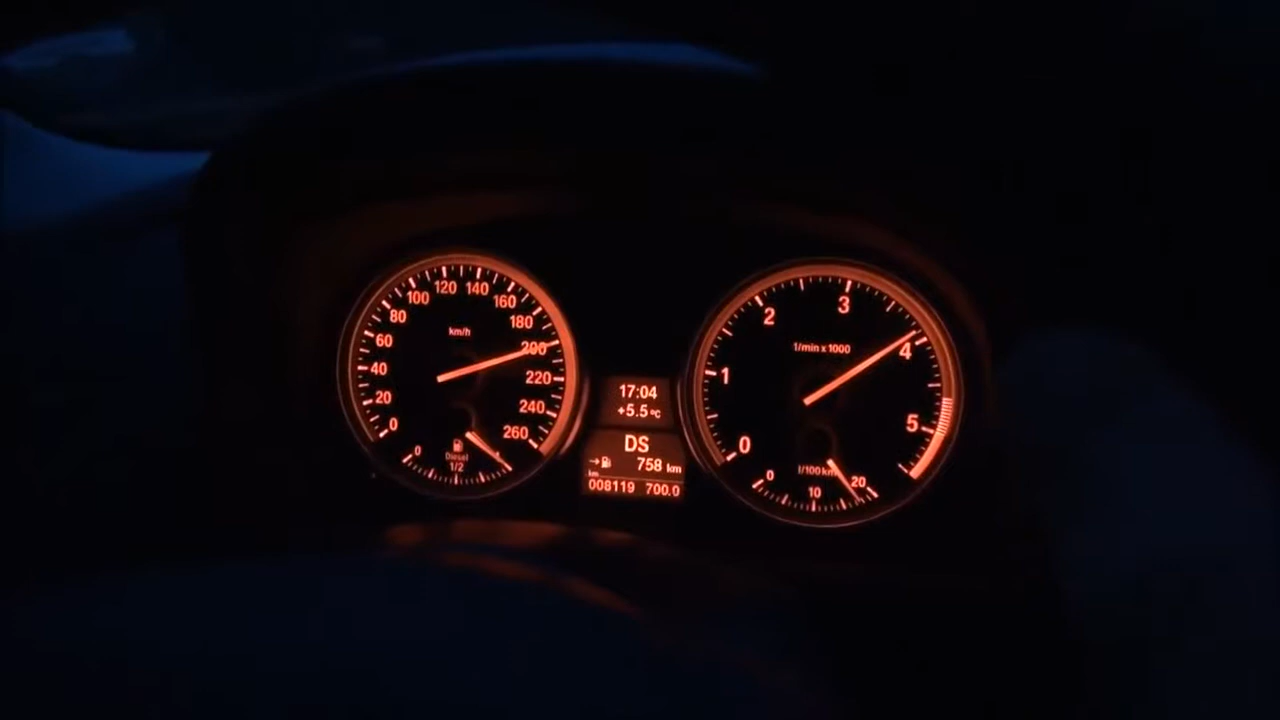 0 20 40 60 80 100 120 140 160 180 200 220 240 260
km/h
0 1/2
Diesel
17:04
+5.5°C
DS
758 km
km
008119 700.0
0 1 2 3 4 5
1/min x 1000
l/100km
0 10 20